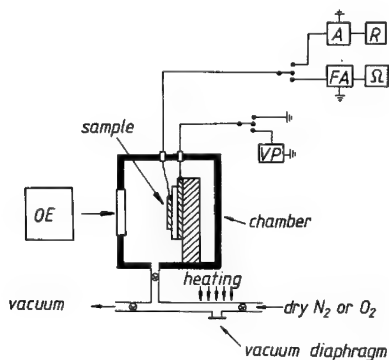 A R
FA Ω
sample
VP
OE
chamber
heating
vacuum
dry N₂ or O₂
vacuum diaphragm